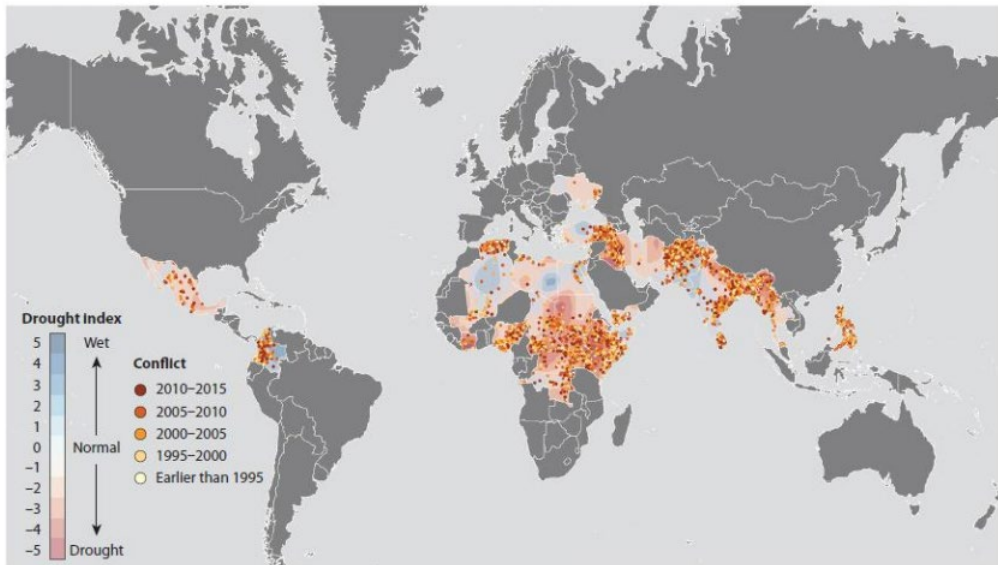 Drought Index
5
4
3
2
1
0
–1
–2
–3
–4
–5
Wet
Normal
Drought
Conflict
2010–2015
2005–2010
2000–2005
1995–2000
Earlier than 1995